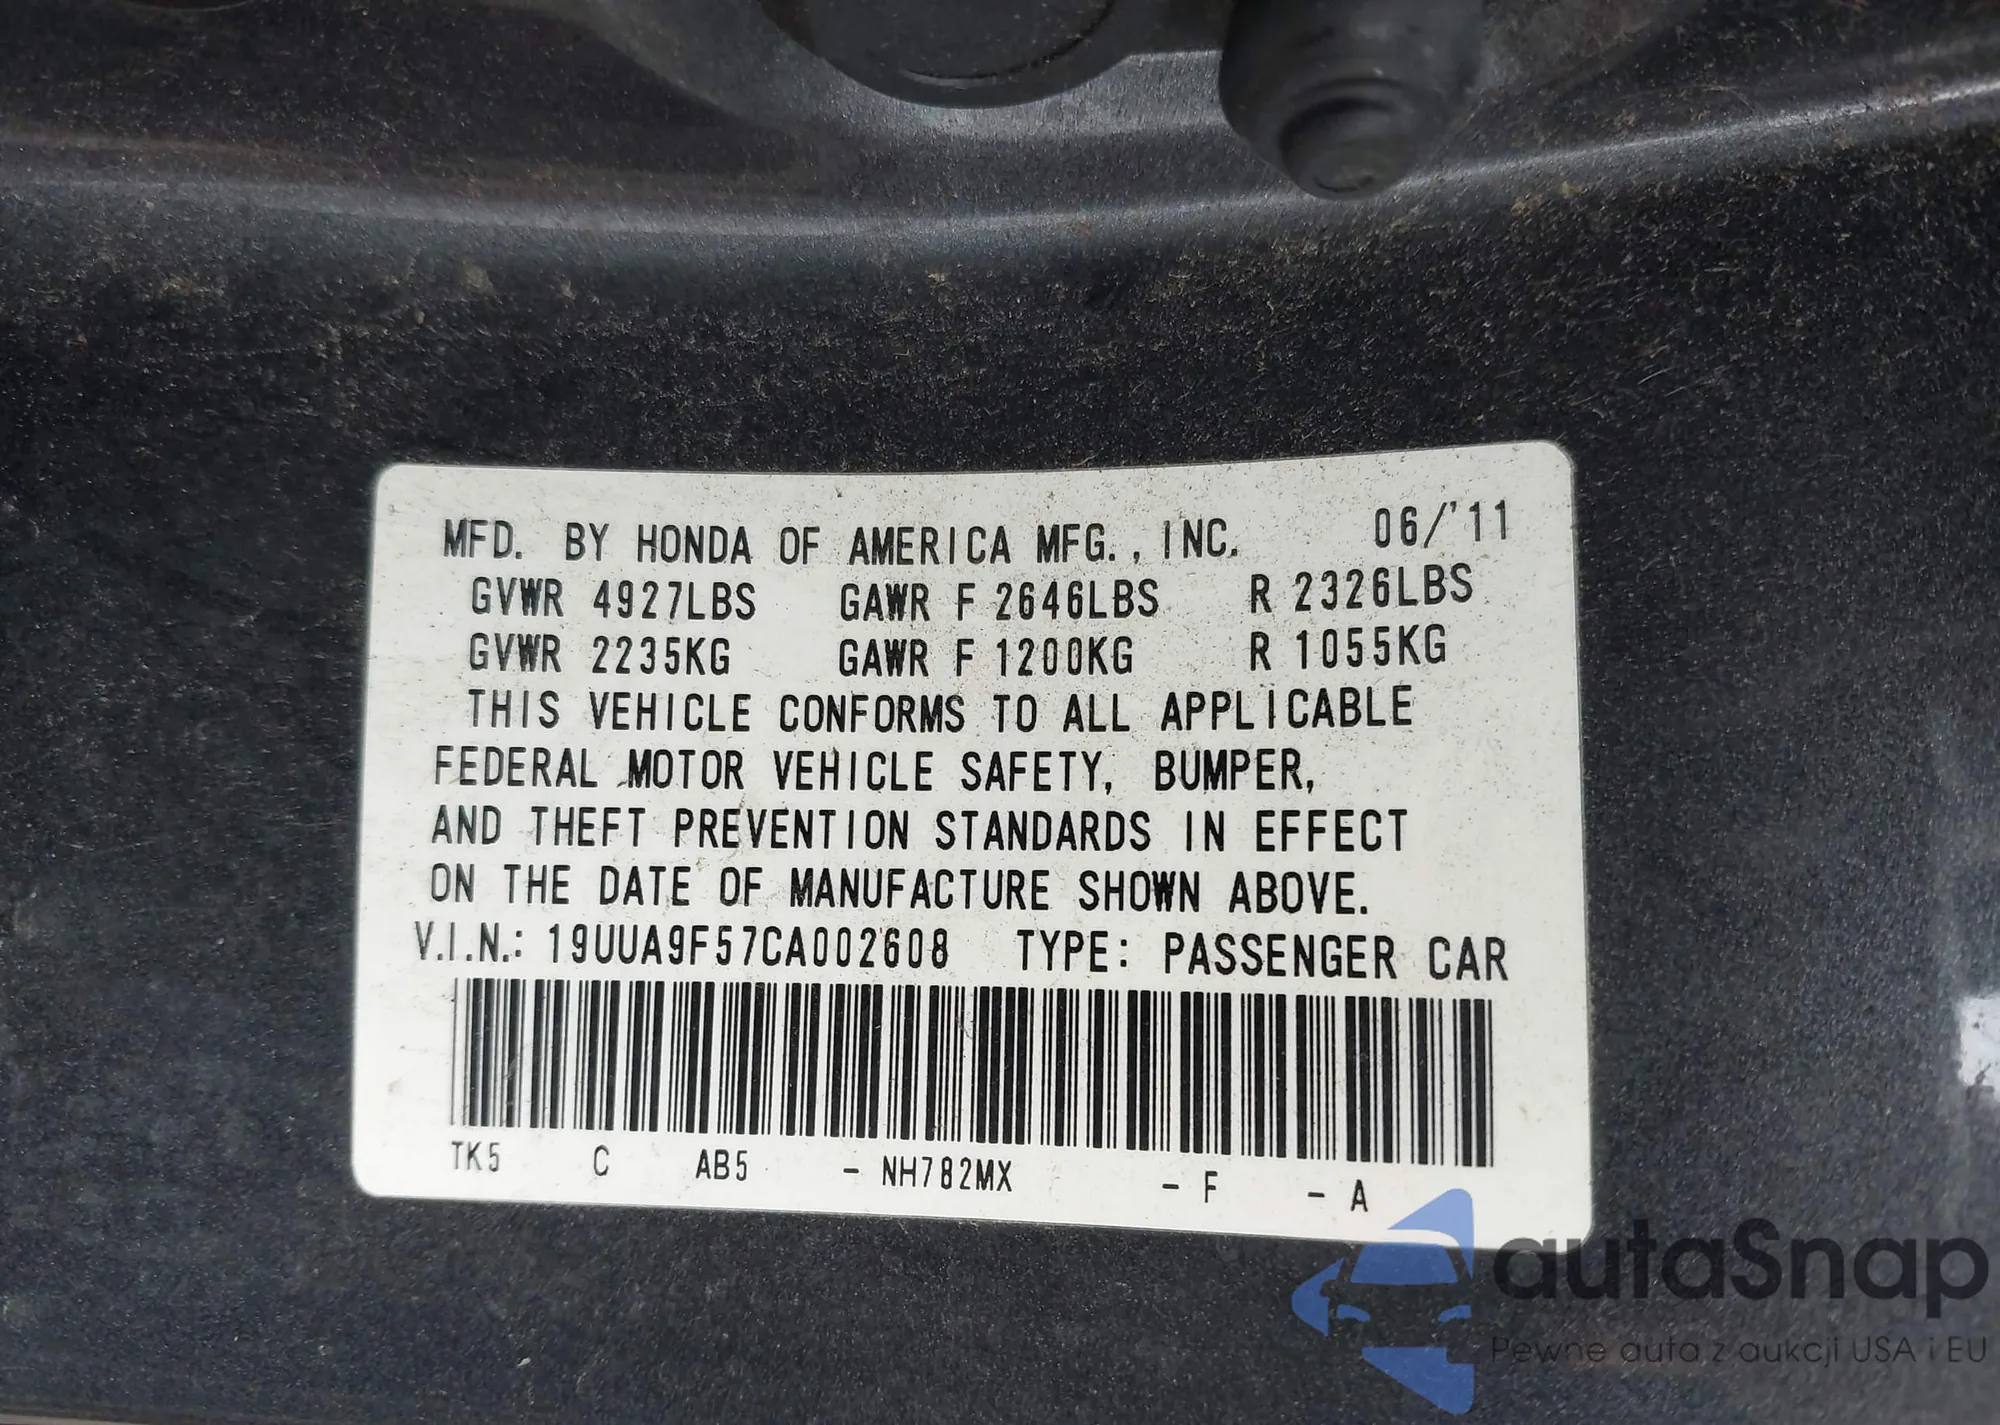 MFD. BY HONDA OF AMERICA MFG., INC. 06/'11
GVWR 4927LBS GAWR F 2646LBS R 2326LBS
GVWR 2235KG GAWR F 1200KG R 1055KG
THIS VEHICLE CONFORMS TO ALL APPLICABLE
FEDERAL MOTOR VEHICLE SAFETY, BUMPER,
AND THEFT PREVENTION STANDARDS IN EFFECT
ON THE DATE OF MANUFACTURE SHOWN ABOVE.
V.I.N.: 19UUA9F57CA002608 TYPE: PASSENGER CAR
TK5 C AB5 - NH782MX - F - A
autaSnap
Pewne auta z aukcji USA i EU